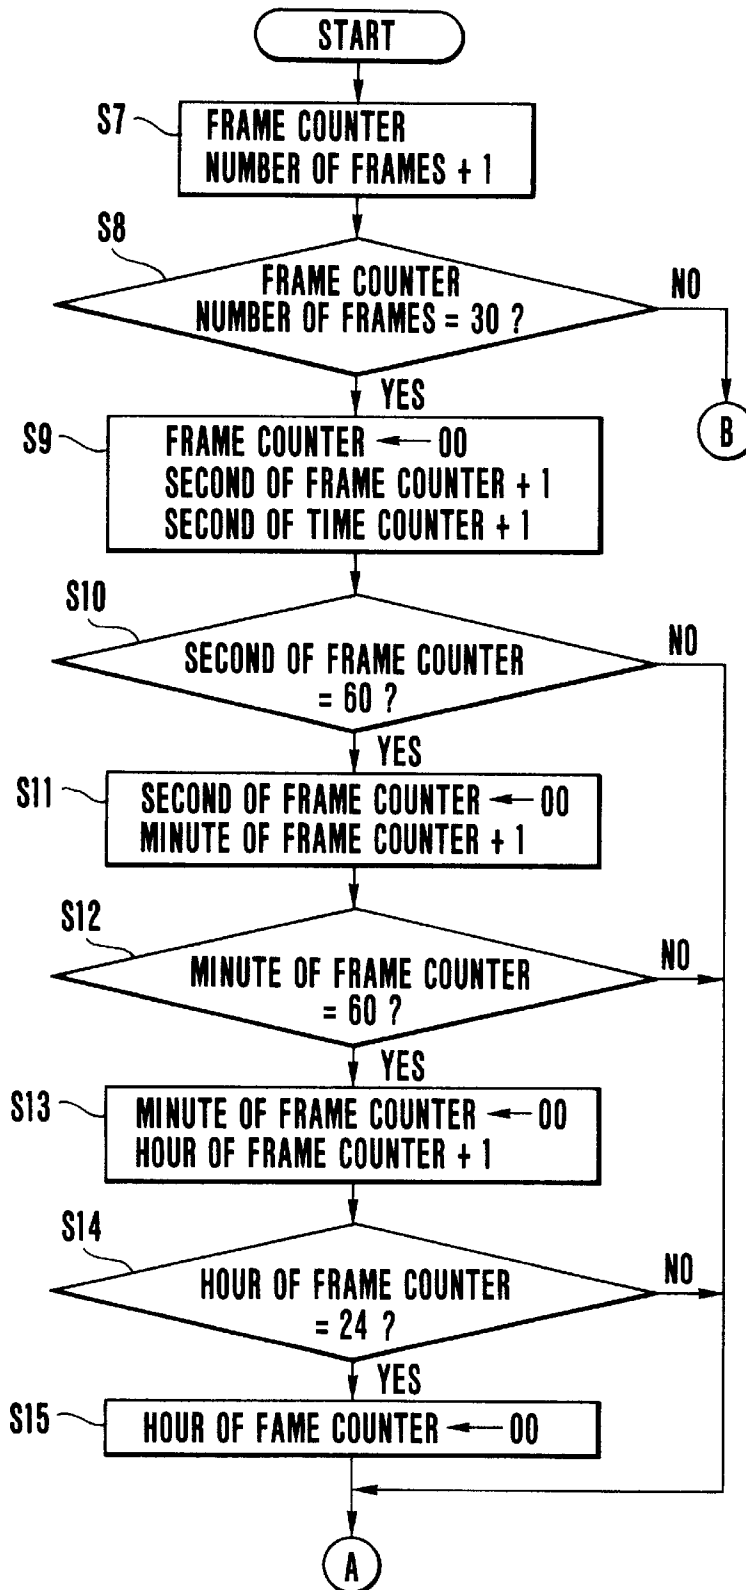 START
S7
FRAME COUNTER
NUMBER OF FRAMES + 1
S8
FRAME COUNTER
NUMBER OF FRAMES = 30 ?
NO
YES
B
S9
FRAME COUNTER ← 00
SECOND OF FRAME COUNTER + 1
SECOND OF TIME COUNTER + 1
S10
SECOND OF FRAME COUNTER
= 60 ?
NO
YES
S11
SECOND OF FRAME COUNTER ← 00
MINUTE OF FRAME COUNTER + 1
S12
MINUTE OF FRAME COUNTER
= 60 ?
NO
YES
S13
MINUTE OF FRAME COUNTER ← 00
HOUR OF FRAME COUNTER + 1
S14
HOUR OF FRAME COUNTER
= 24 ?
NO
YES
S15
HOUR OF FAME COUNTER ← 00
A